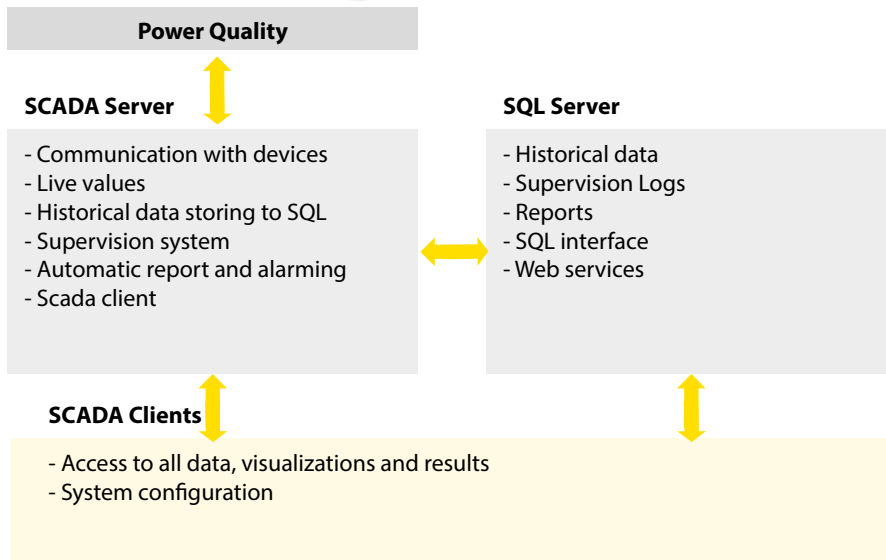 Power Quality
SCADA Server
- Communication with devices
- Live values
- Historical data storing to SQL
- Supervision system
- Automatic report and alarming
- Scada client
SQL Server
- Historical data
- Supervision Logs
- Reports
- SQL interface
- Web services
SCADA Clients
- Access to all data, visualizations and results
- System configuration